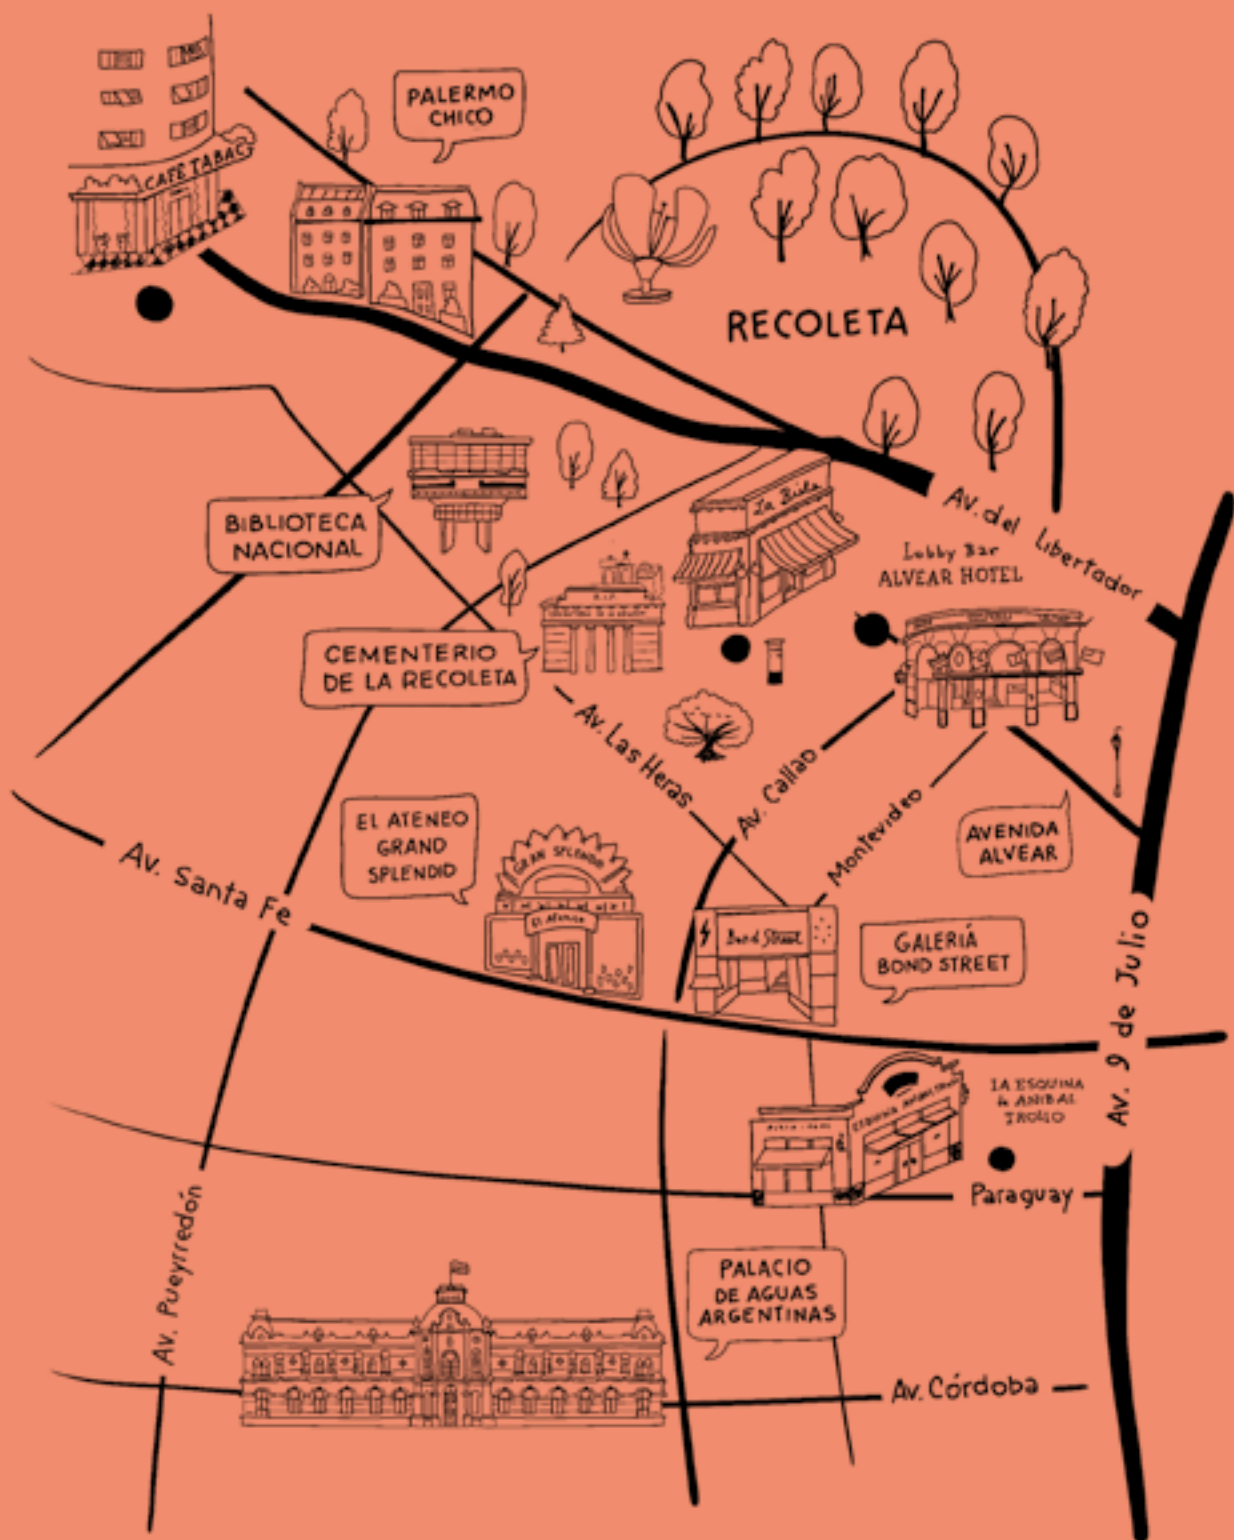 CAFÉ TABAC
PALERMO
CHICO
RECOLETA
BIBLIOTECA
NACIONAL
La Biela
Av. del Libertador
Lobby Bar
ALVEAR HOTEL
R.I.P
CEMENTERIO
DE LA RECOLETA
Av. Las Heras
Av. Callao
Montevideo
AVENIDA
ALVEAR
EL ATENEO
GRAND
SPLENDID
GRAN SPLENDID
El Ateneo
Av. Santa Fe
Bond Street
GALERIÁ
BOND STREET
Av. 9 de Julio
LA ESQUINA
de ANIBAL
TROILO
Paraguay
Av. Pueyrredón
PALACIO
DE AGUAS
ARGENTINAS
Av. Córdoba